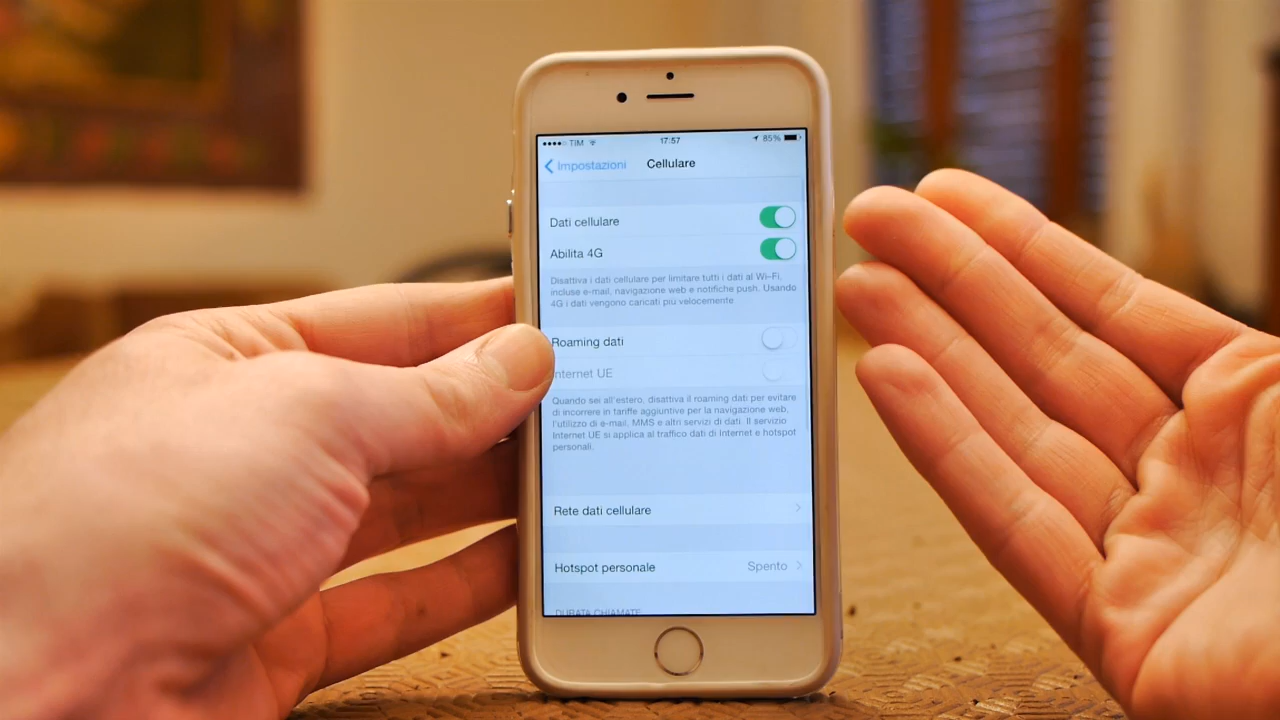 TIM 17:57 85%
Impostazioni Cellulare
Dati cellulare
Abilita 4G
Disattiva i dati cellulare per limitare tutti i dati al Wi-Fi,
incluse e-mail, navigazione web e notifiche push. Usando
4G i dati vengono caricati più velocemente.
Roaming dati
Internet UE
Quando sei all'estero, disattiva il roaming dati per evitare
di incorrere in tariffe aggiuntive per la navigazione web,
l'utilizzo di e-mail, MMS e altri servizi di dati. Il servizio
Internet UE si applica al traffico dati di Internet e hotspot
personali.
Rete dati cellulare
Hotspot personale Spento
DURATA CHIAMATE